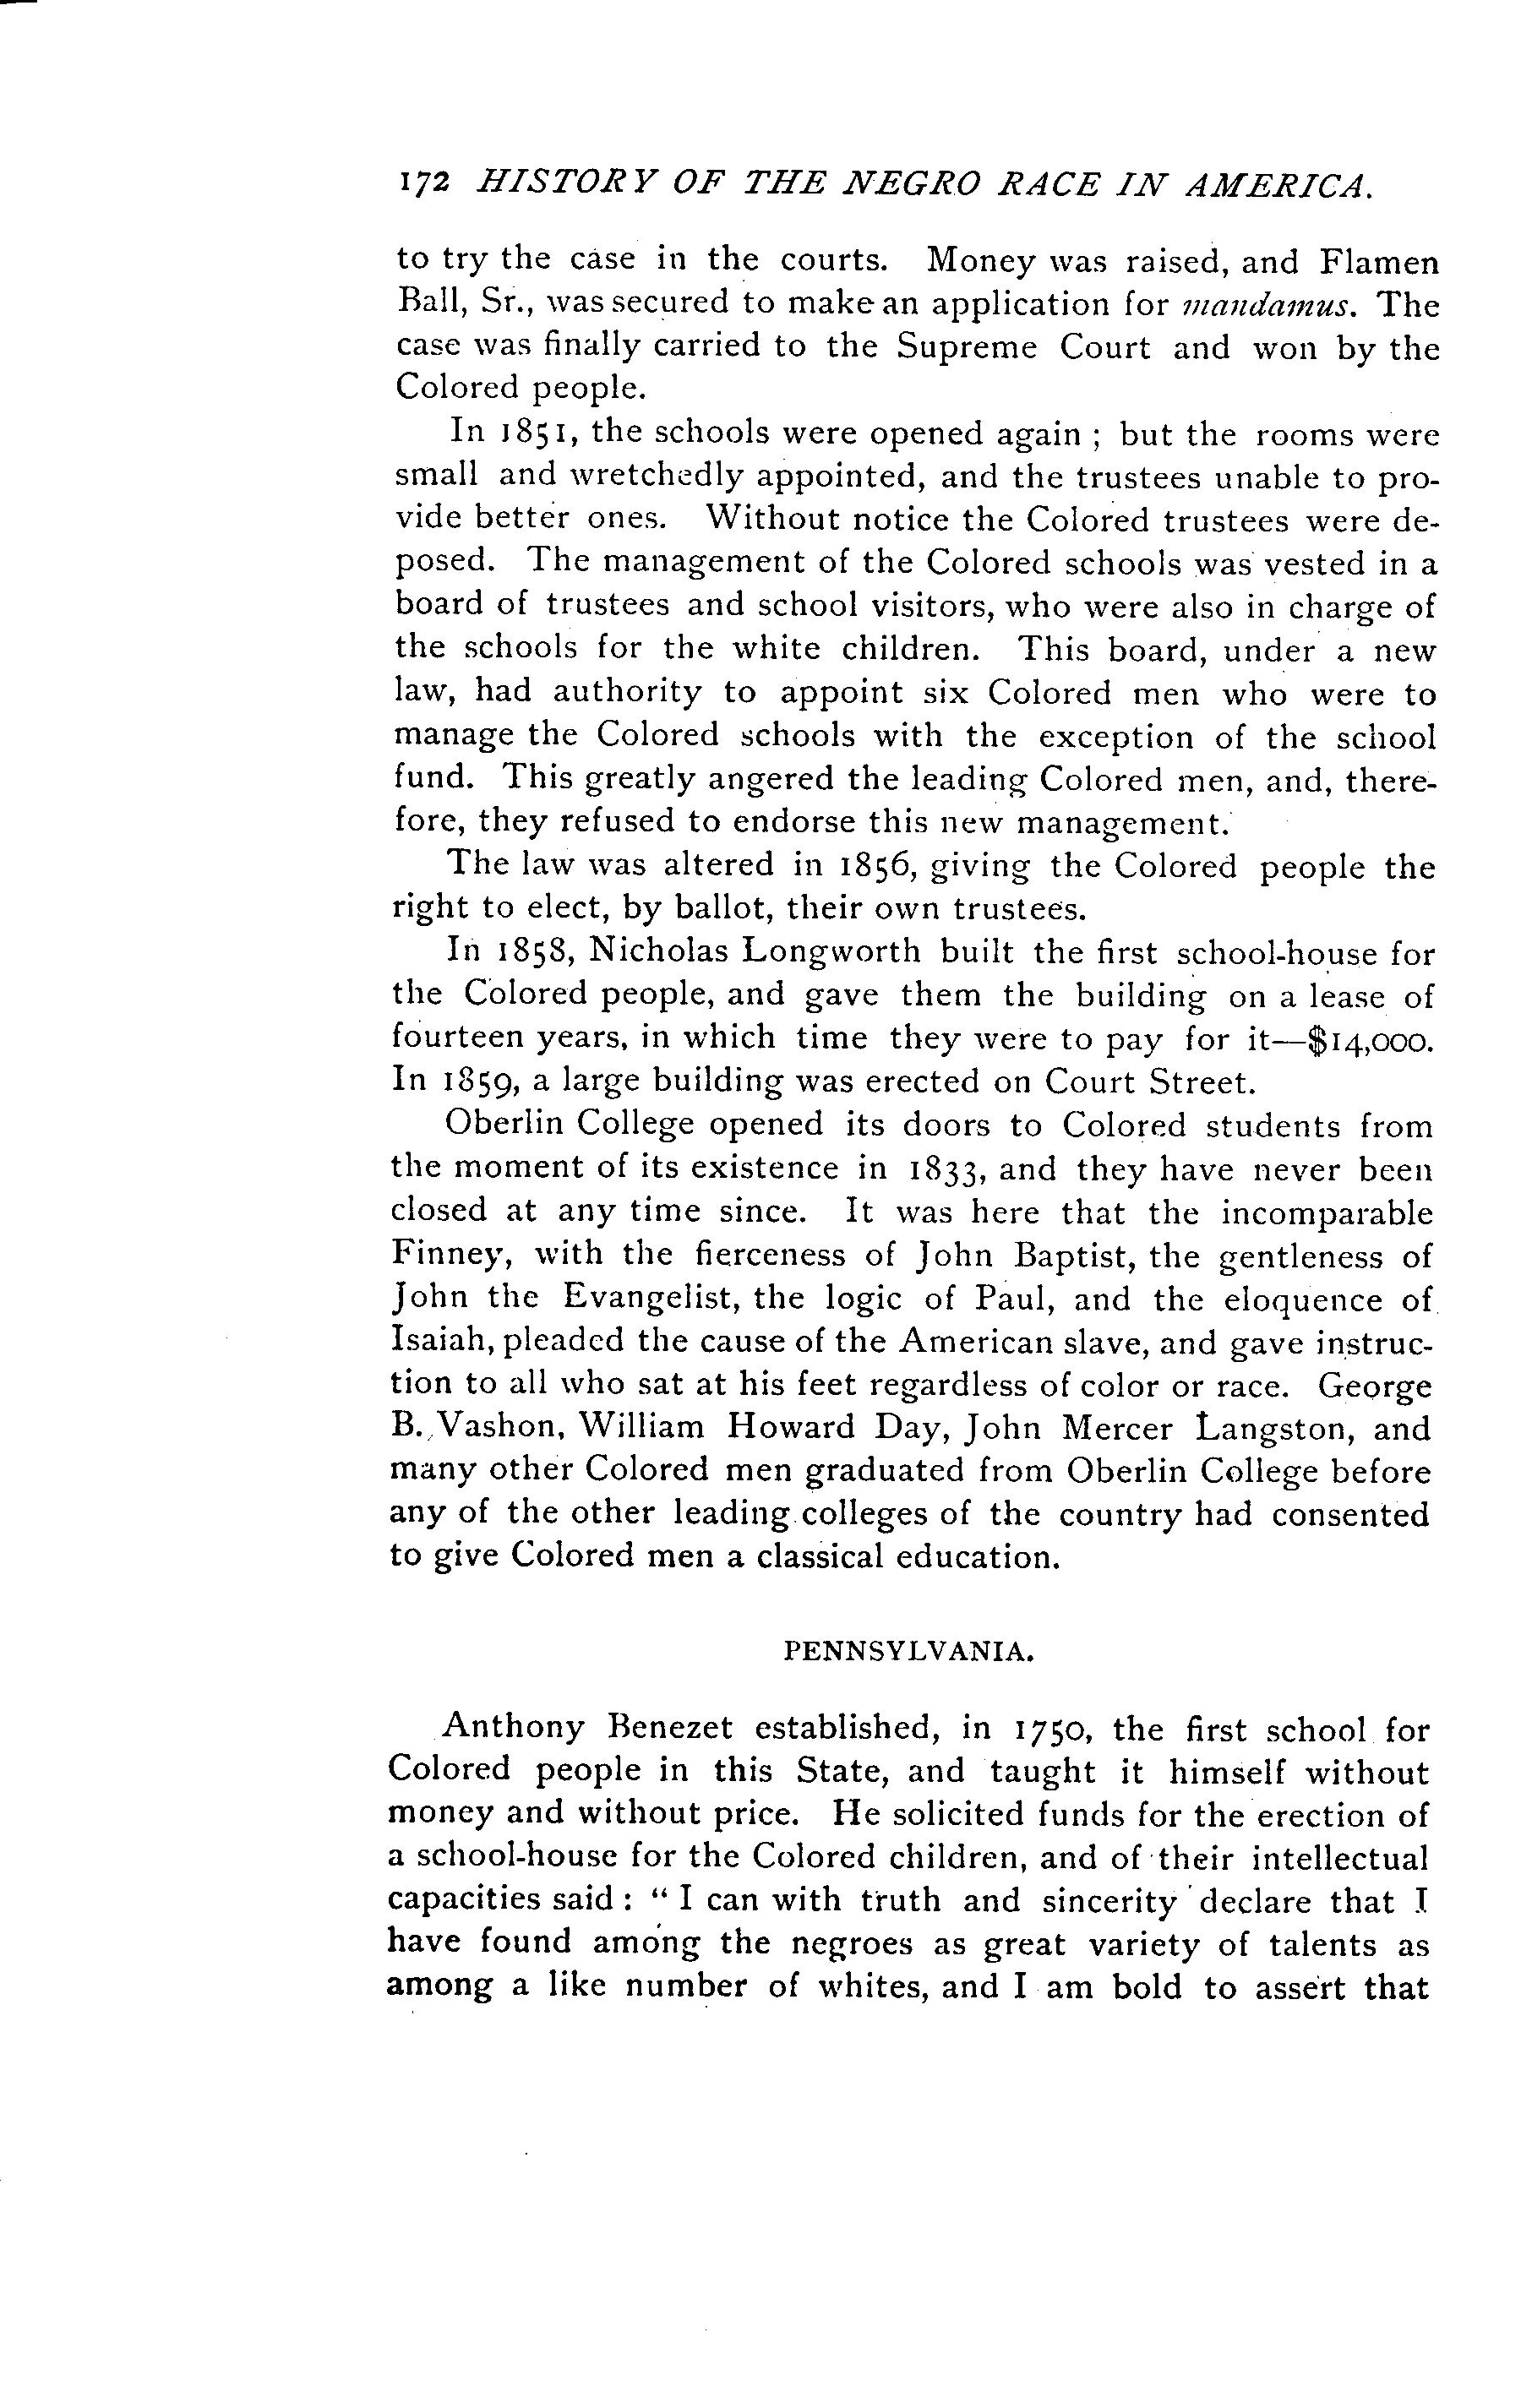 172 HISTORY OF THE NEGRO RACE IN AMERICA.
to try the case in the courts. Money was raised, and Flamen
Ball, Sr., was secured to make an application for mandamus. The
case was finally carried to the Supreme Court and won by the
Colored people.
In 1851, the schools were opened again ; but the rooms were
small and wretchedly appointed, and the trustees unable to pro-
vide better ones. Without notice the Colored trustees were de-
posed. The management of the Colored schools was vested in a
board of trustees and school visitors, who were also in charge of
the schools for the white children. This board, under a new
law, had authority to appoint six Colored men who were to
manage the Colored schools with the exception of the school
fund. This greatly angered the leading Colored men, and, there-
fore, they refused to endorse this new management.
The law was altered in 1856, giving the Colored people the
right to elect, by ballot, their own trustees.
In 1858, Nicholas Longworth built the first school-house for
the Colored people, and gave them the building on a lease of
fourteen years, in which time they were to pay for it—$14,000.
In 1859, a large building was erected on Court Street.
Oberlin College opened its doors to Colored students from
the moment of its existence in 1833, and they have never been
closed at any time since. It was here that the incomparable
Finney, with the fierceness of John Baptist, the gentleness of
John the Evangelist, the logic of Paul, and the eloquence of
Isaiah, pleaded the cause of the American slave, and gave instruc-
tion to all who sat at his feet regardless of color or race. George
B. Vashon, William Howard Day, John Mercer Langston, and
many other Colored men graduated from Oberlin College before
any of the other leading colleges of the country had consented
to give Colored men a classical education.
PENNSYLVANIA.
Anthony Benezet established, in 1750, the first school for
Colored people in this State, and taught it himself without
money and without price. He solicited funds for the erection of
a school-house for the Colored children, and of their intellectual
capacities said : “ I can with truth and sincerity declare that I
have found among the negroes as great variety of talents as
among a like number of whites, and I am bold to assert that